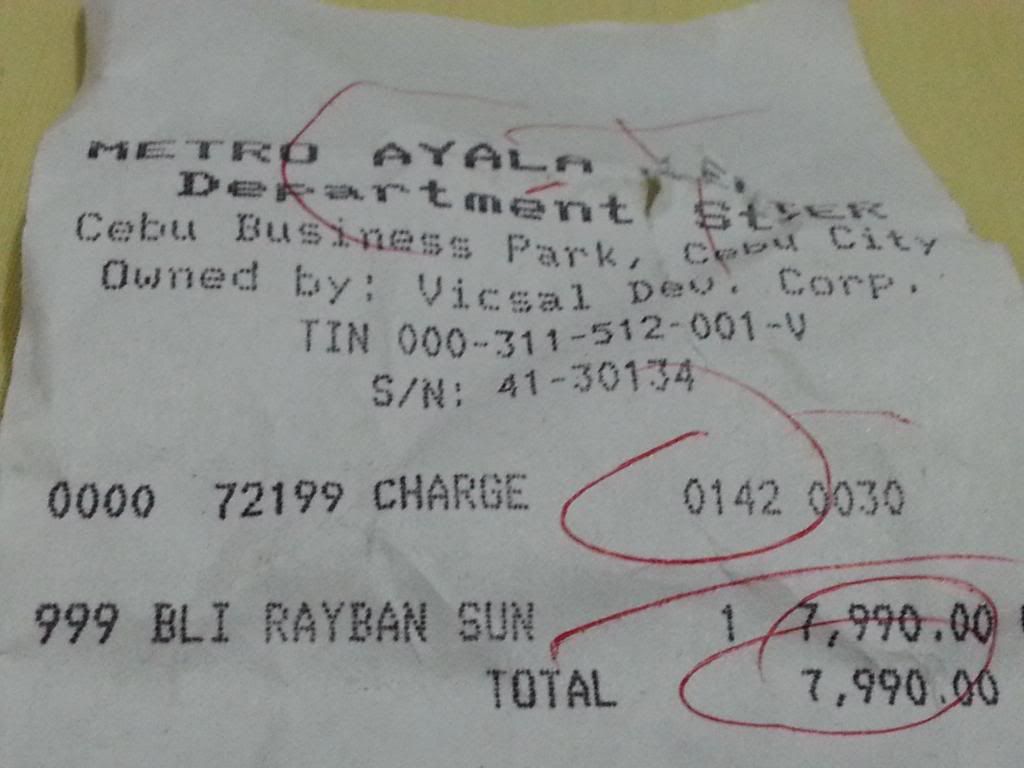 METRO AYALA
Department
Cebu Business Park, Cebu City
Owned by: Vicsal Dev. Corp.
TIN 000-311-512-001-V
S/N: 41-30134
0000 72199 CHARGE 0142 0030
999 BLI RAYBAN SUN 1 7,990.00
TOTAL 7,990.00